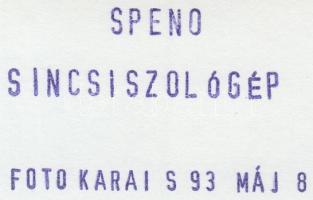 SPENO
SINCSISZOLÓGÉP
FOTO KARAI S 93 MÁJ 8